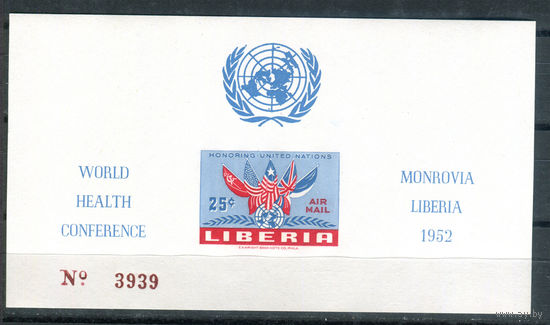 WORLD
HEALTH
CONFERENCE
HONORING UNITED NATIONS
25¢
AIR
MAIL
LIBERIA
MONROVIA
LIBERIA
1952
Nº 3939